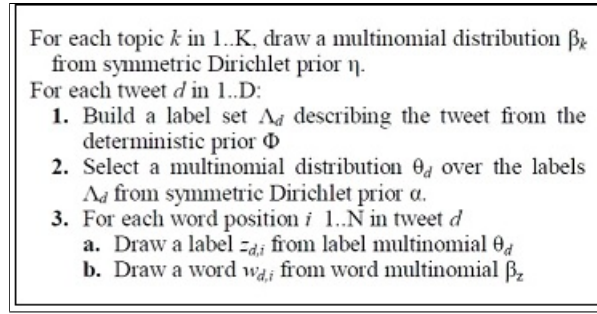 For each topic k in 1..K, draw a multinomial distribution βk
from symmetric Dirichlet prior η.
For each tweet d in 1..D:
1. Build a label set Λd describing the tweet from the
deterministic prior Φ
2. Select a multinomial distribution θd over the labels
Λd from symmetric Dirichlet prior α.
3. For each word position i 1..N in tweet d
a. Draw a label zd,i from label multinomial θd
b. Draw a word wd,i from word multinomial βz